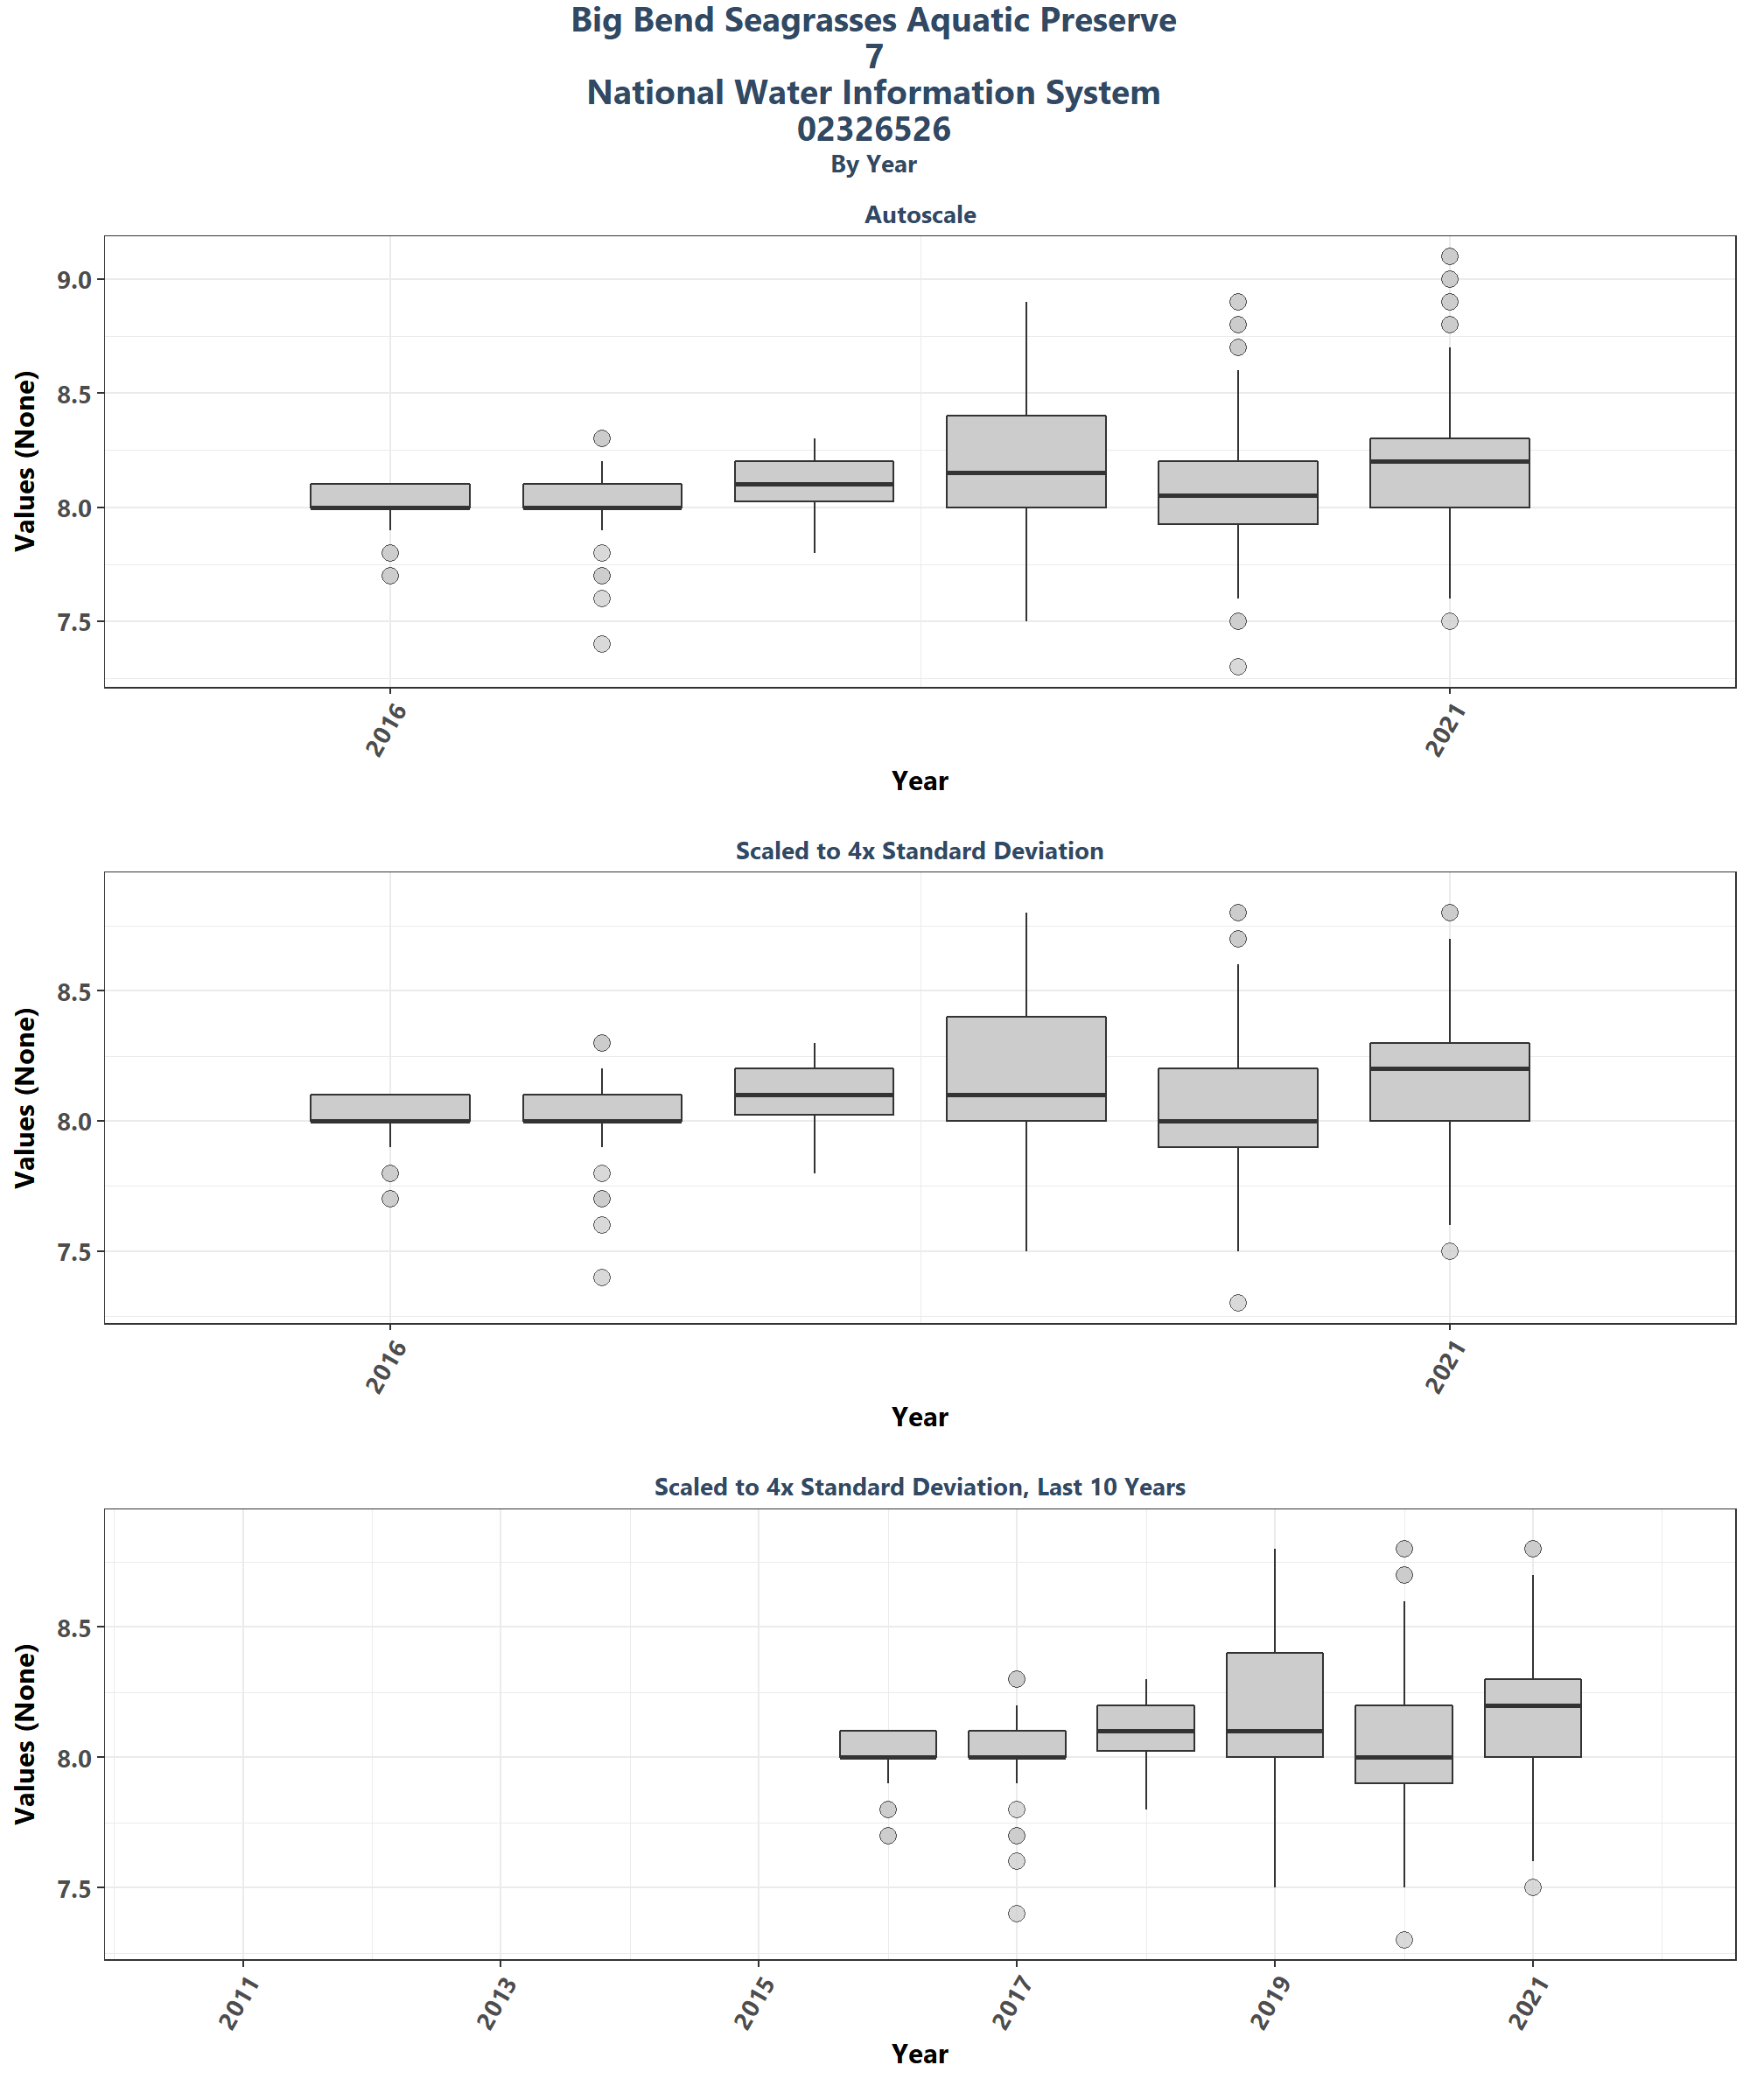 Big Bend Seagrasses Aquatic Preserve
7
National Water Information System
02326526
By Year
Autoscale
Values (None)
9.0
8.5
8.0
7.5
2016
2021
Year
Scaled to 4x Standard Deviation
Values (None)
8.5
8.0
7.5
2016
2021
Year
Scaled to 4x Standard Deviation, Last 10 Years
Values (None)
8.5
8.0
7.5
2011
2013
2015
2017
2019
2021
Year